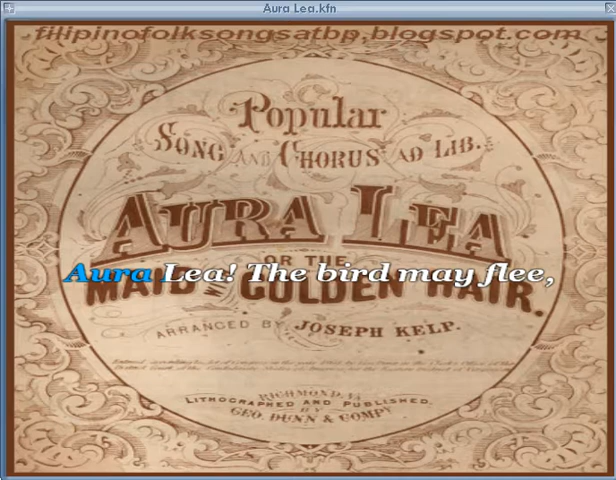 Aura Lea.kfn
filipinofolksongsatbp.blogspot.com
Popular
SONG AND CHORUS AD LIB.
AURA LEA
OR THE
Aura Lea! The bird may flee,
MAID WITH GOLDEN HAIR.
ARRANGED BY JOSEPH KELP.
RICHMOND, VA
LITHOGRAPHED AND PUBLISHED,
BY
GEO. DUNN & COMPY